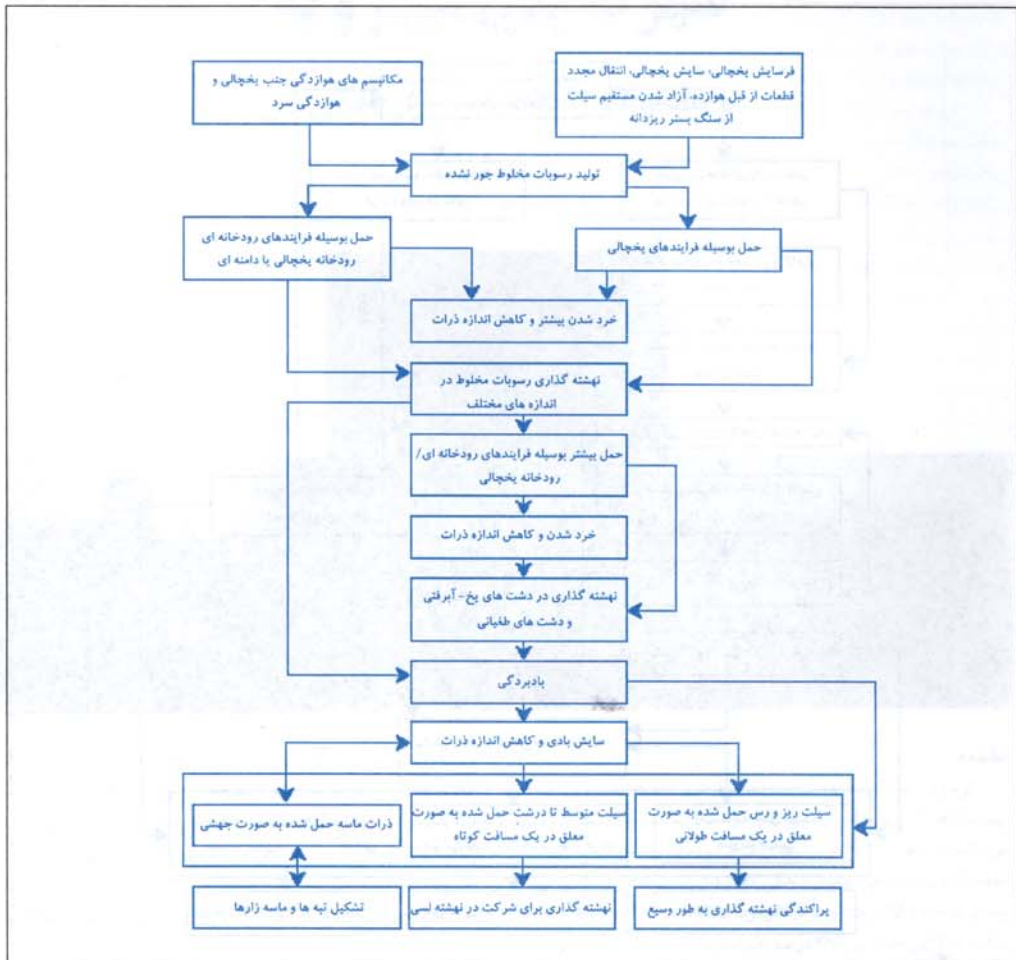 فرسایش یخچالی، سایش یخچالی، انتقال مجدد
قطعات از قبل هوازده، آزاد شدن مستقیم سیلت
از سنگ بستر ریزدانه
مکانیسم های هوازدگی جنب یخچالی و
هوازدگی سرد
تولید رسوبات مخلوط جور نشده
حمل بوسیله فرایندهای یخچالی
حمل بوسیله فرایندهای رودخانه ای
رودخانه یخچالی یا دامنه ای
خرد شدن بیشتر و کاهش اندازه ذرات
نهشته گذاری رسوبات مخلوط در
اندازه های مختلف
حمل بیشتر بوسیله فرایندهای رودخانه ای/
رودخانه یخچالی
خرد شدن و کاهش اندازه ذرات
نهشته گذاری در دشت های یخ- آبرفتی
و دشت های طغیانی
بادبردگی
سایش بادی و کاهش اندازه ذرات
سیلت ریز و رس حمل شده به صورت
معلق در یک مسافت طولانی
سیلت متوسط تا درشت حمل شده به صورت
معلق در یک مسافت کوتاه
ذرات ماسه حمل شده به صورت جهشی
پراکندگی نهشته گذاری به طور وسیع
نهشته گذاری برای شرکت در نهشته لسی
تشکیل تپه ها و ماسه زارها